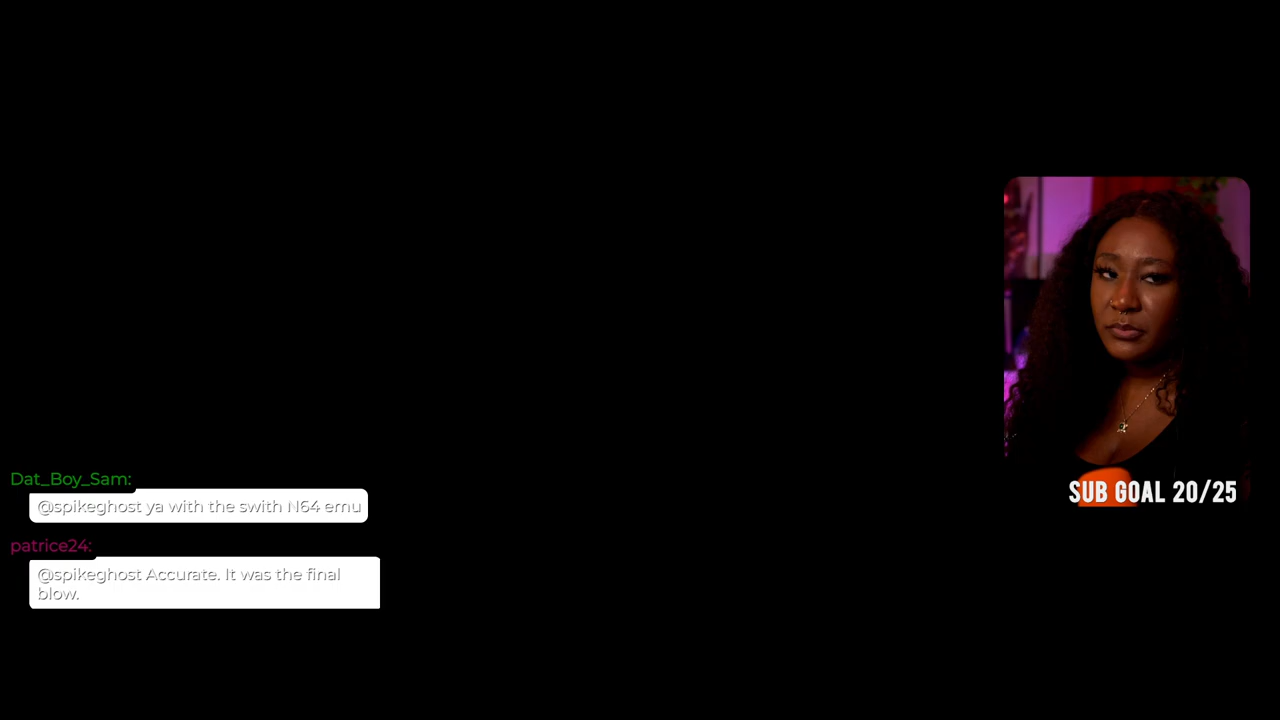 Dat_Boy_Sam:
@spikeghost ya with the swith N64 emu
patrice24:
@spikeghost Accurate. It was the final
blow.
SUB GOAL 20/25